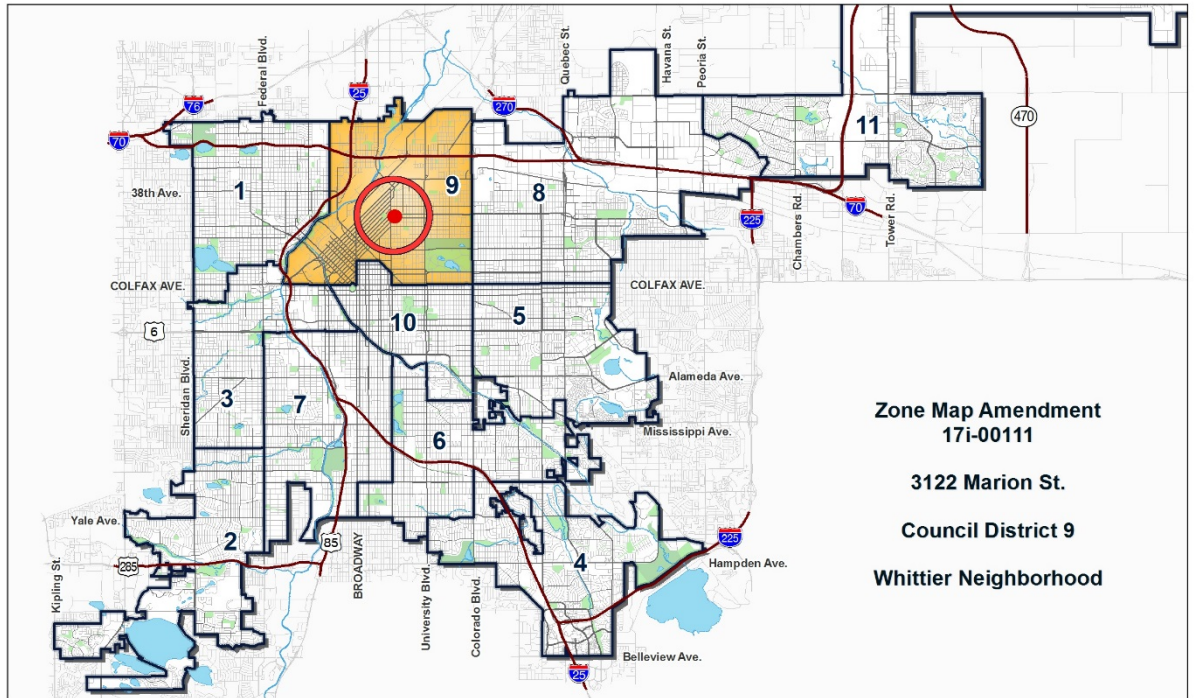 Federal Blvd.
Quebec St.
Havana St.
Peoria St.
76
25
270
70
470
11
38th Ave.
1
9
8
225
Chambers Rd.
70
Tower Rd.
COLFAX AVE.
COLFAX AVE.
6
10
5
Sheridan Blvd.
3
7
Alameda Ave.
Mississippi Ave.
6
Zone Map Amendment
17i-00111
3122 Marion St.
Council District 9
Whittier Neighborhood
Yale Ave.
2
85
285
Kipling St.
BROADWAY
University Blvd.
Colorado Blvd.
4
225
Hampden Ave.
Belleview Ave.
25